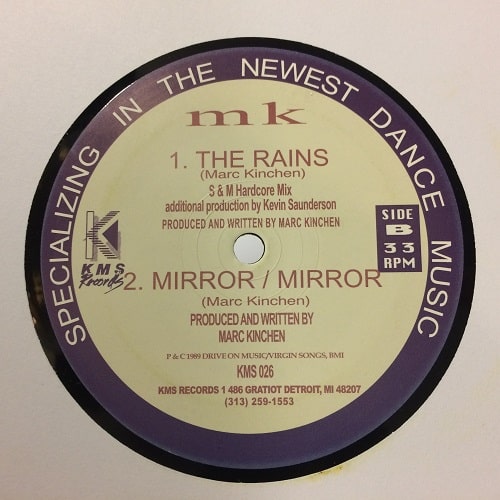 SPECIALIZING IN THE NEWEST DANCE MUSIC
mk
1. THE RAINS
(Marc Kinchen)
S & M Hardcore Mix
additional production by Kevin Saunderson
PRODUCED AND WRITTEN BY MARC KINCHEN
K
KMS
Records
SIDE
B
33
RPM
2. MIRROR / MIRROR
(Marc Kinchen)
PRODUCED AND WRITTEN BY
MARC KINCHEN
P & C 1989 DRIVE ON MUSIC/VIRGIN SONGS, BMI
KMS 026
KMS RECORDS 1 486 GRATIOT DETROIT, MI 48207
(313) 259-1553